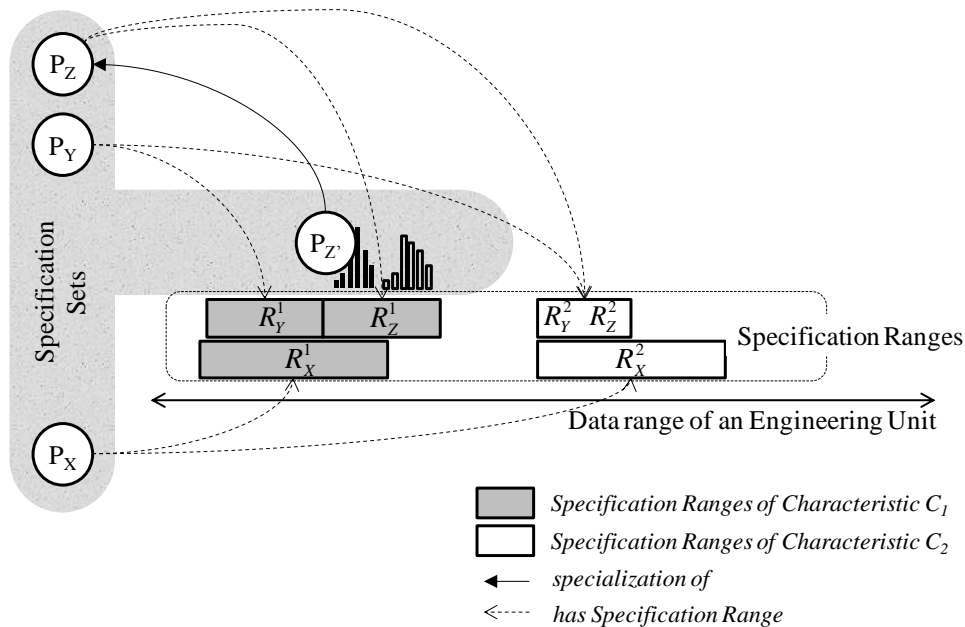 P_Z
P_Y
Specification
Sets
P_Z'
R_Y^1 R_Z^1 R_Y^2 R_Z^2
R_X^1 R_X^2
Specification Ranges
Data range of an Engineering Unit
P_X
Specification Ranges of Characteristic C_1
Specification Ranges of Characteristic C_2
specialization of
has Specification Range